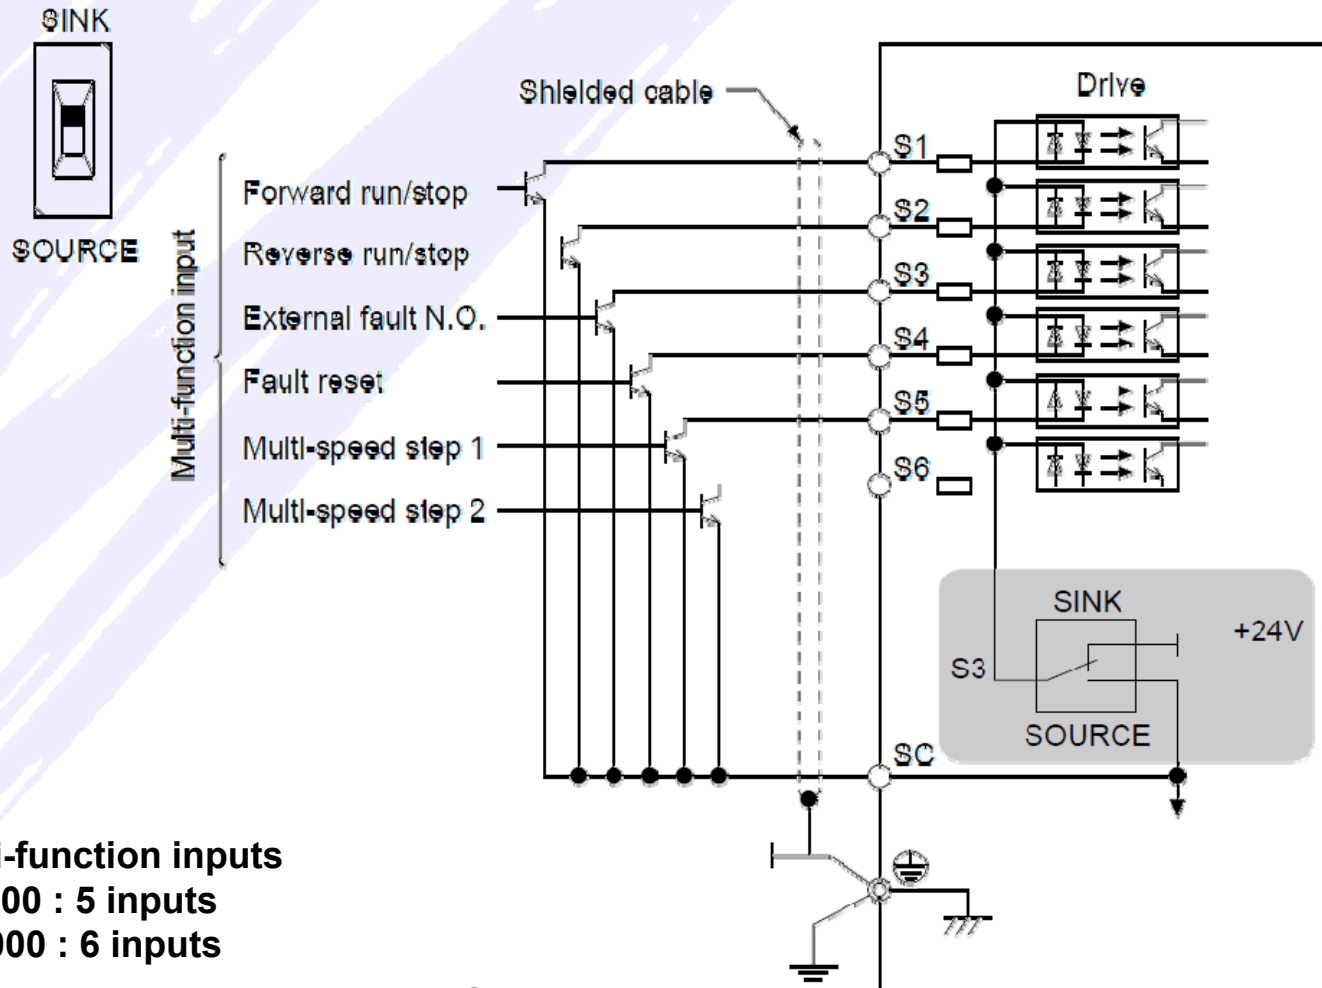 SINK
SOURCE
Shielded cable
Drive
Multi-function input
Forward run/stop
Reverse run/stop
External fault N.O.
Fault reset
Multi-speed step 1
Multi-speed step 2
S1
S2
S3
S4
S5
S6
SINK
+24V
S3
SOURCE
SC
i-function inputs
00 : 5 inputs
000 : 6 inputs